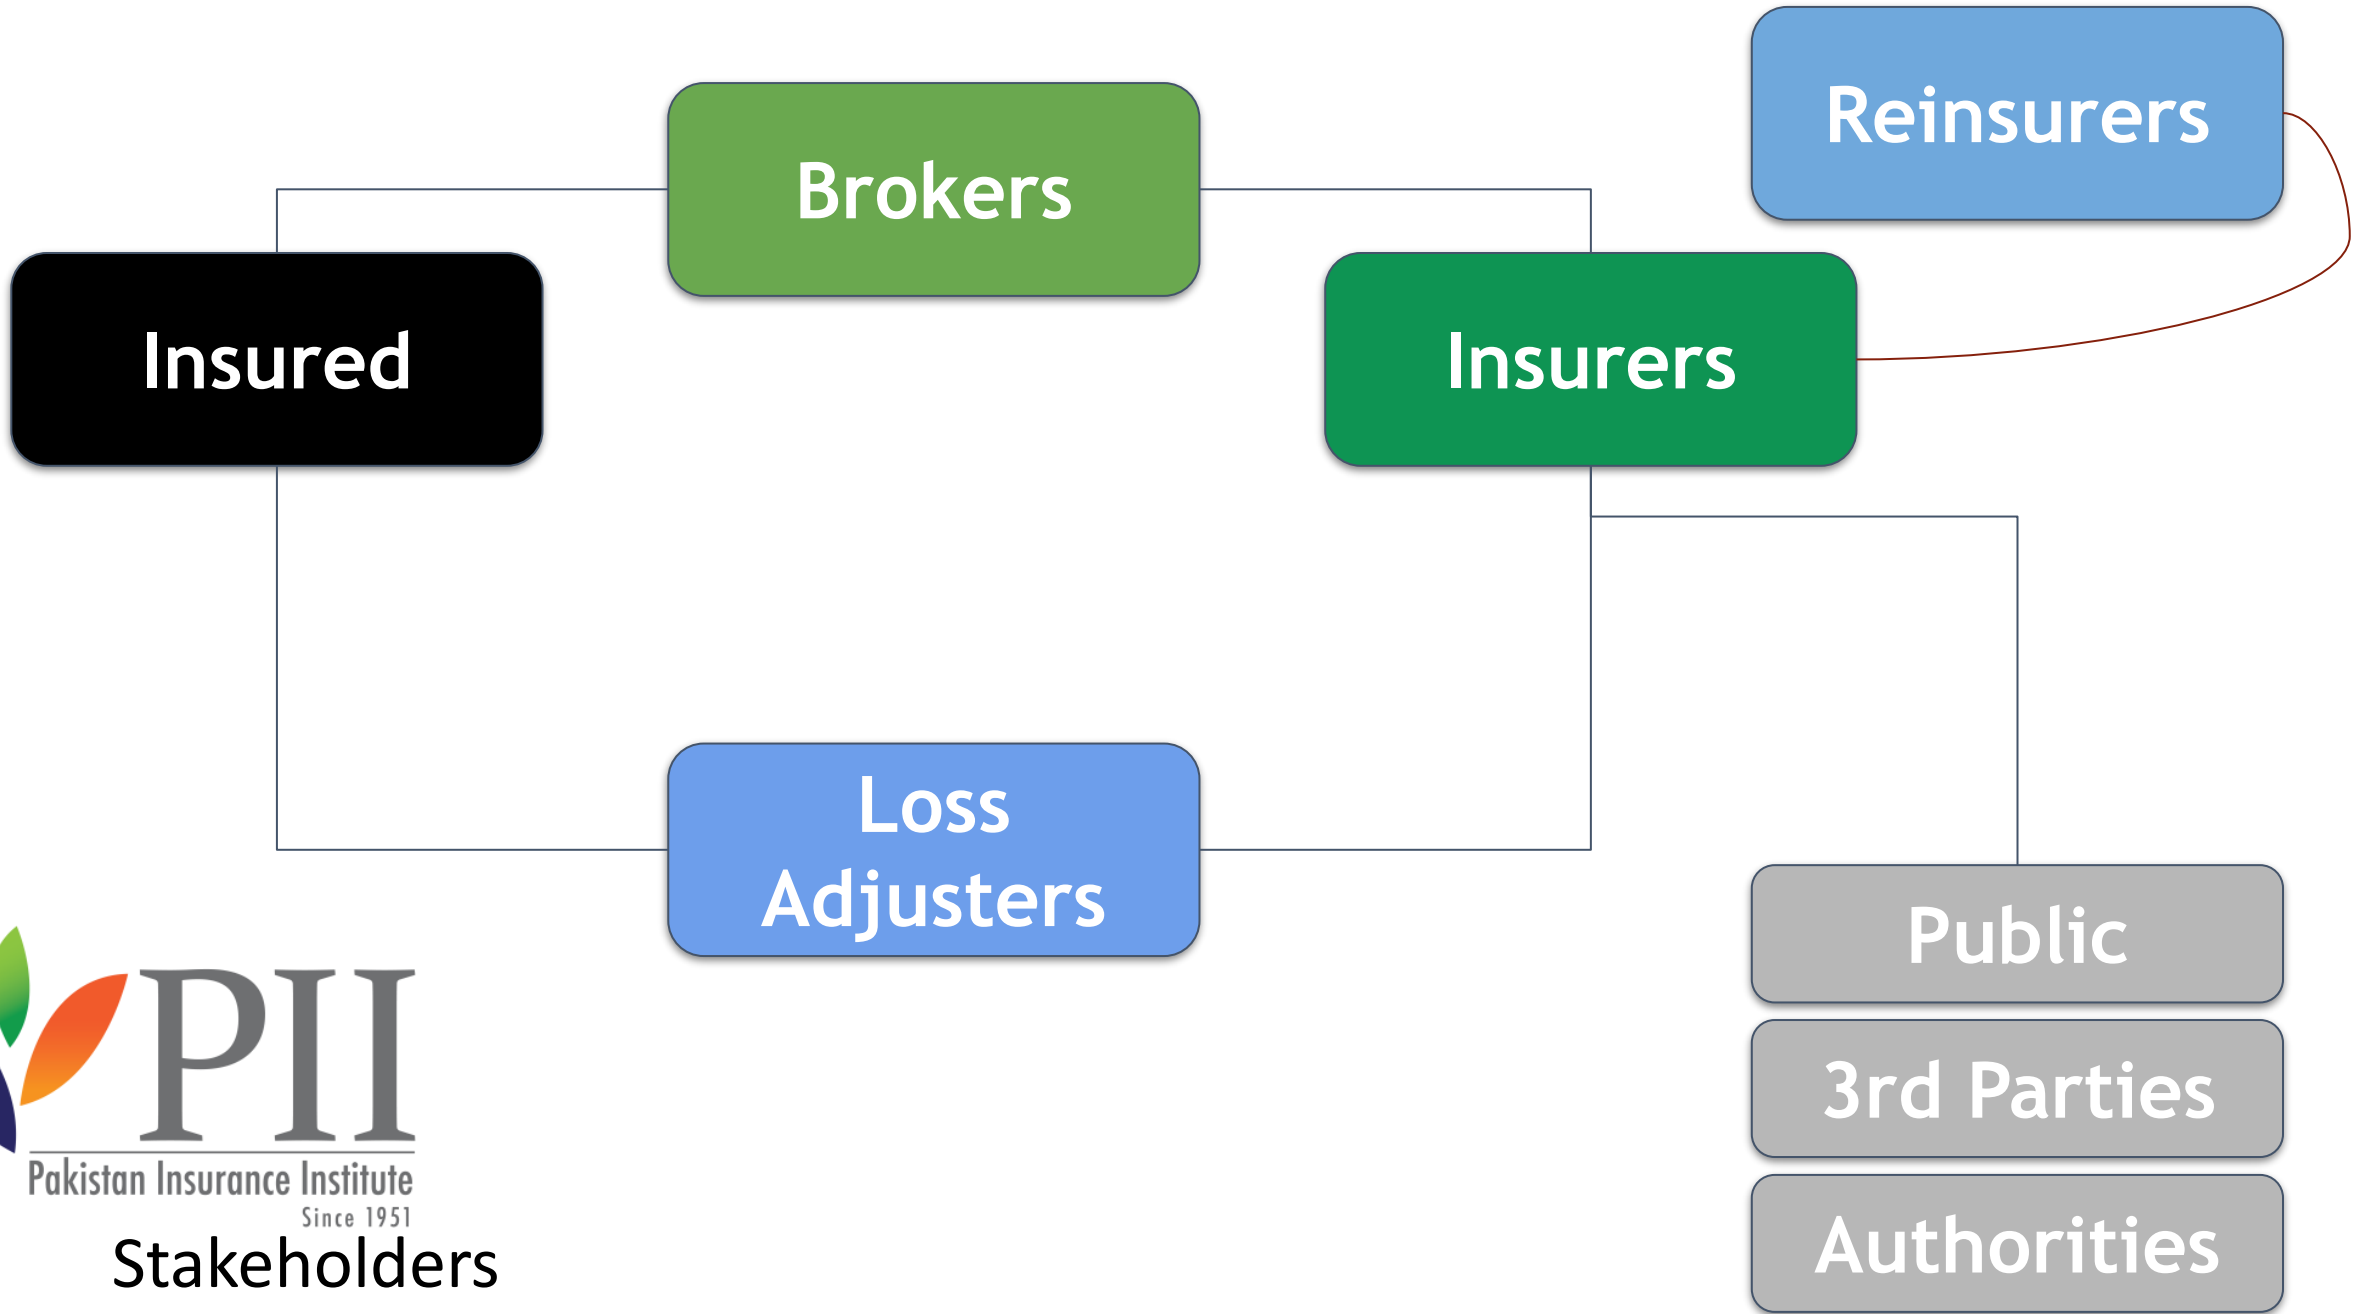 Reinsurers
Brokers
Insured
Insurers
Loss
Adjusters
Public
3rd Parties
Authorities
PII
Pakistan Insurance Institute
Since 1951
Stakeholders